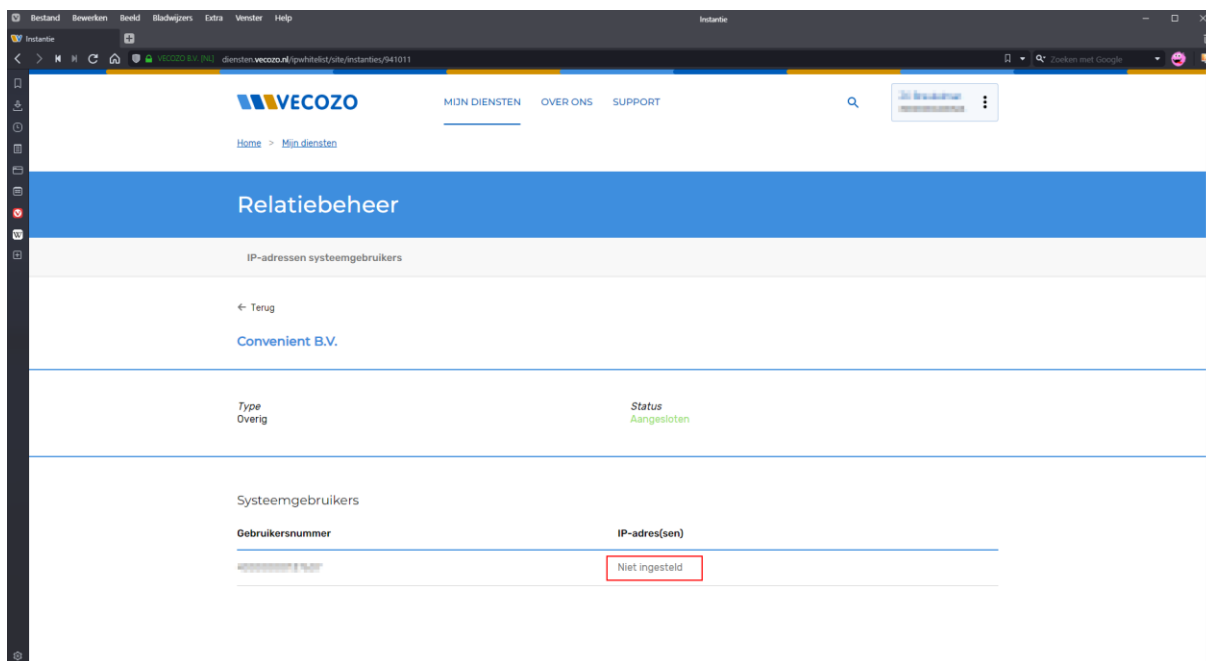 Bestand Bewerken Beeld Bladwijzers Extra Venster Help
Instantie
Instantie
VECOZO B.V. [NL] diensten.vecozo.nl/ipwhitelist/site/instanties/941011
Zoeken met Google
VECOZO MIJN DIENSTEN OVER ONS SUPPORT
Home > Mijn diensten
Relatiebeheer
IP-adressen systeemgebruikers
← Terug
Convenient B.V.
Type Status
Overig Aangesloten
Systeemgebruikers
Gebruikersnummer IP-adres(sen)
Niet ingesteld